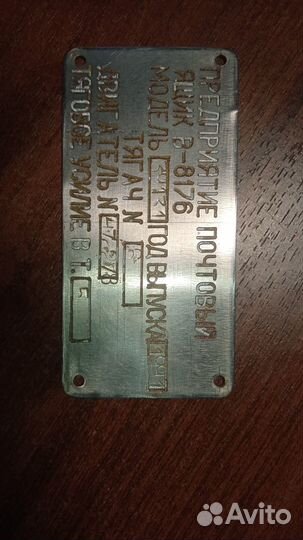 ПРЕДПРИЯТИЕ ПОЧТОВЫЙ
ЯЩИК В-8176
МОДЕЛЬ ГОД ВЫПУСКА
ТЯГАЧ N
ДВИГАТЕЛЬ N
ТЯГОВОЕ УСИЛИЕ В Т.
Avito